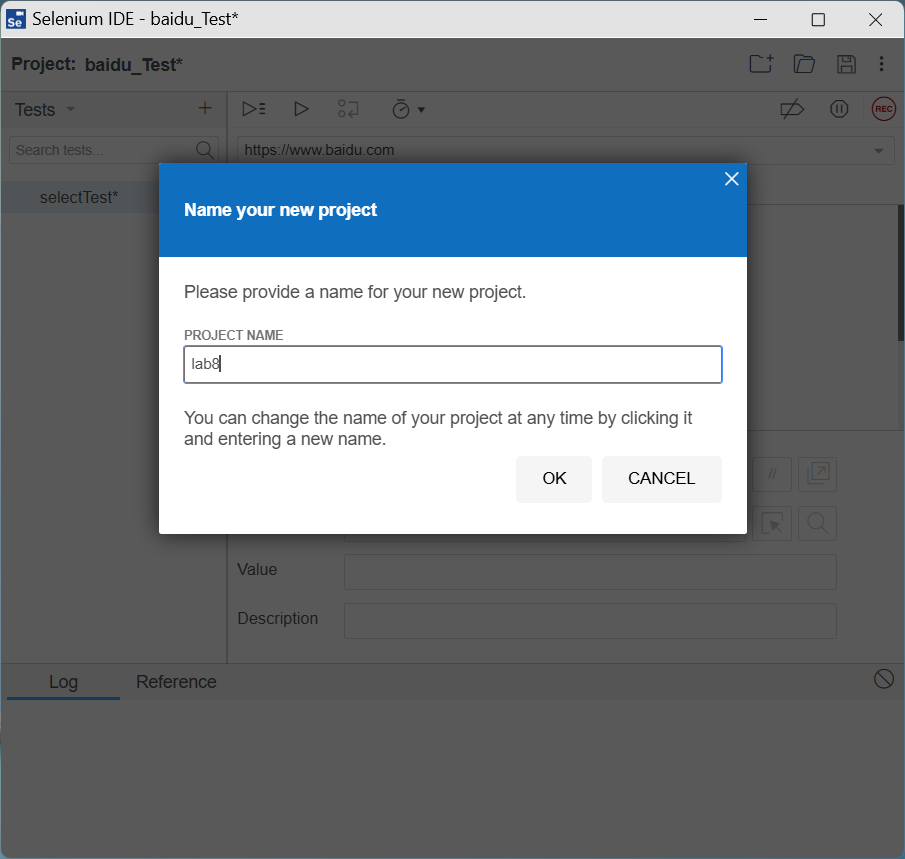 Se Selenium IDE - baidu_Test*
Project: baidu_Test*
Tests
REC
Search tests...
https://www.baidu.com
selectTest*
Name your new project
Please provide a name for your new project.
PROJECT NAME
lab8
You can change the name of your project at any time by clicking it
and entering a new name.
OK CANCEL
//
Value
Description
Log Reference